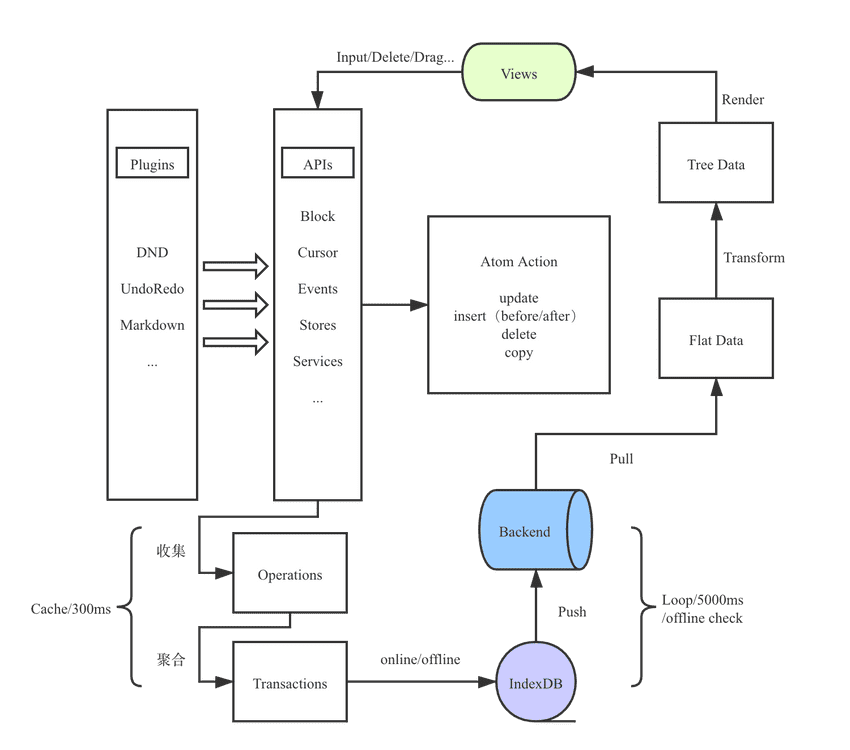 Input/Delete/Drag...
Views
Render
Plugins
DND
UndoRedo
Markdown
...
APIs
Block
Cursor
Events
Stores
Services
...
Atom Action
update
insert（before/after）
delete
copy
Tree Data
Transform
Flat Data
Pull
Backend
Push
IndexDB
Loop/5000ms
/offline check
收集
Operations
Cache/300ms
聚合
Transactions
online/offline